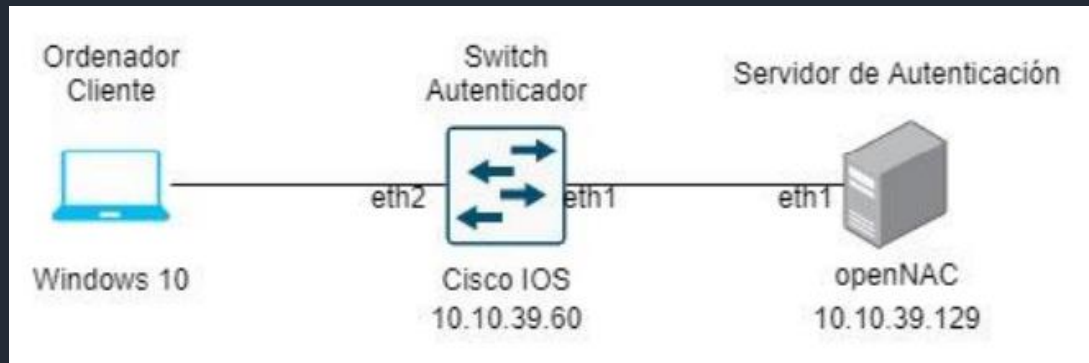 Ordenador
Cliente
Switch
Autenticador
Servidor de Autenticación
eth2
eth1
eth1
Windows 10
Cisco IOS
10.10.39.60
openNAC
10.10.39.129